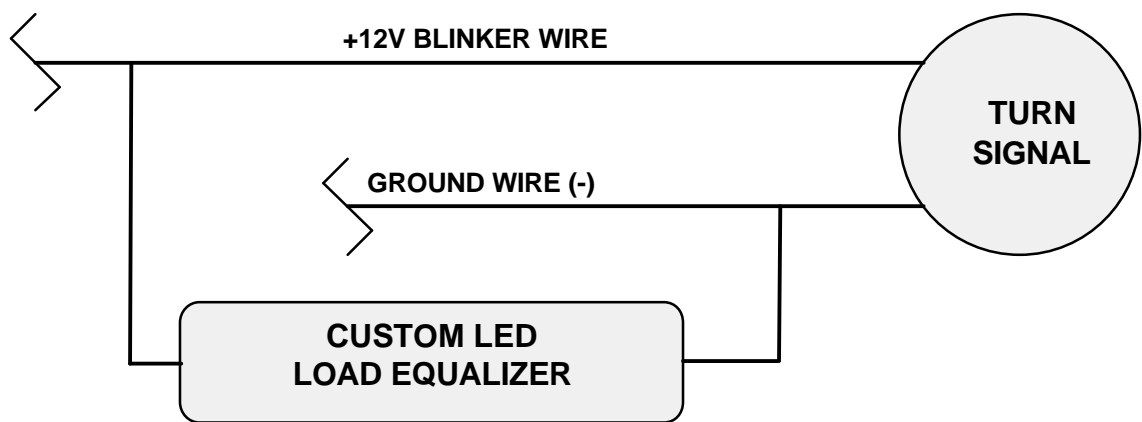 +12V BLINKER WIRE
TURN
SIGNAL
GROUND WIRE (-)
CUSTOM LED
LOAD EQUALIZER